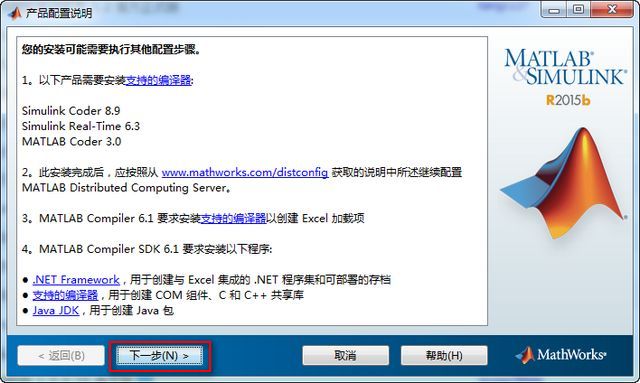 产品配置说明
您的安装可能需要执行其他配置步骤。
1。以下产品需要安装支持的编译器:
Simulink Coder 8.9
Simulink Real-Time 6.3
MATLAB Coder 3.0
2。此安装完成后，应按照从 www.mathworks.com/distconfig 获取的说明中所述继续配置
MATLAB Distributed Computing Server。
3。MATLAB Compiler 6.1 要求安装支持的编译器以创建 Excel 加载项
4。MATLAB Compiler SDK 6.1 要求安装以下程序:
● .NET Framework，用于创建与 Excel 集成的 .NET 程序集和可部署的存档
● 支持的编译器，用于创建 COM 组件、C 和 C++ 共享库
● Java JDK，用于创建 Java 包
MATLAB®
&SIMULINK®
R2015b
< 返回(B)
下一步(N) >
取消
帮助(H)
MathWorks®